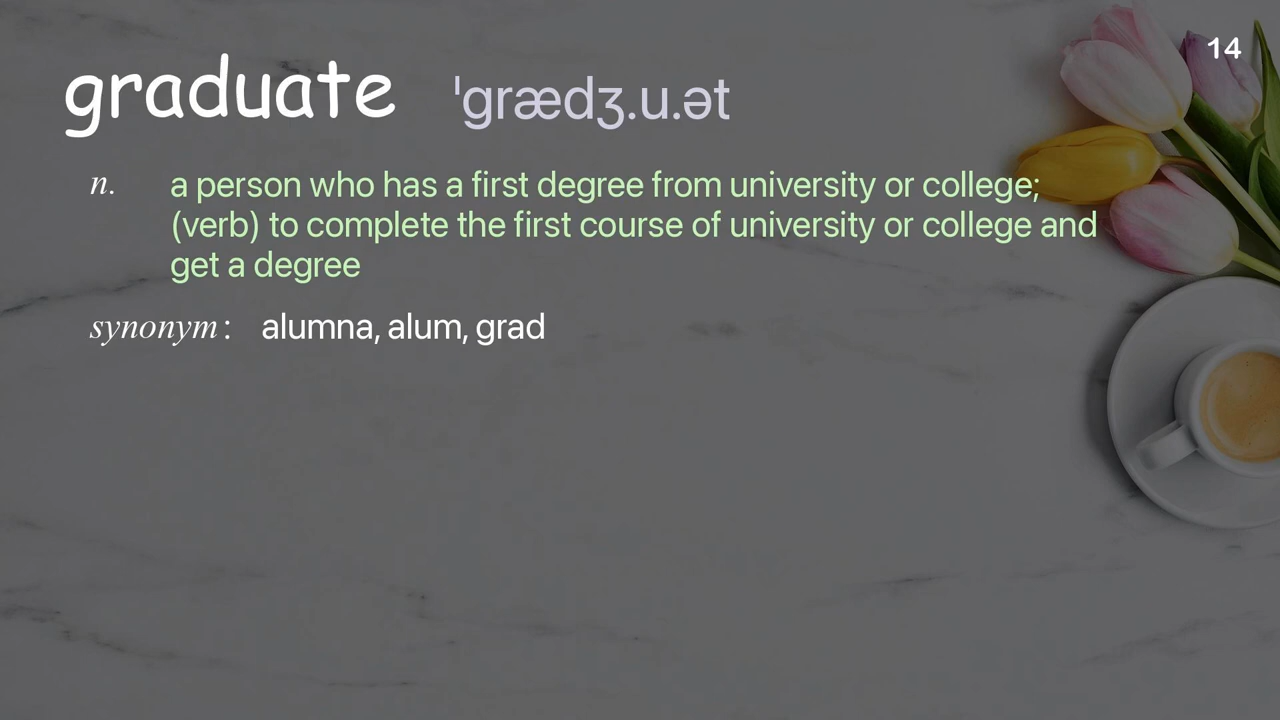 14
graduate ˈɡrædʒ.u.ət
n. a person who has a first degree from university or college;
(verb) to complete the first course of university or college and
get a degree
synonym: alumna, alum, grad